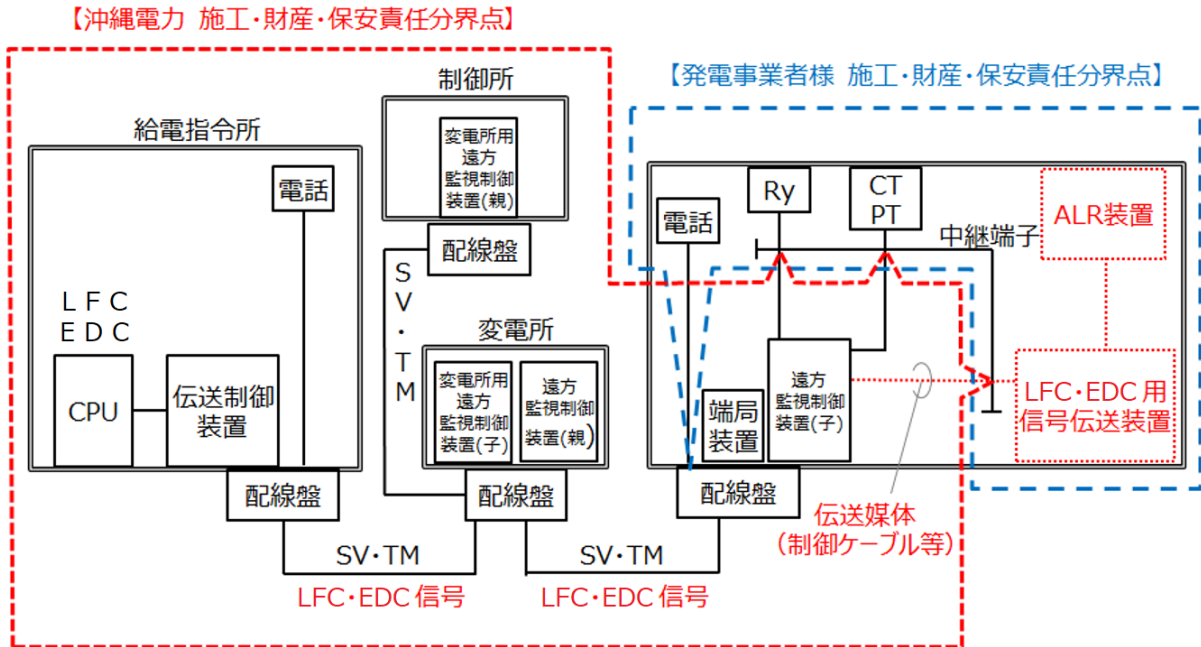 【沖縄電力 施工・財産・保安責任分界点】
【発電事業者様 施工・財産・保安責任分界点】
給電指令所
電話
LFC
EDC
CPU
伝送制御
装置
配線盤
制御所
変電所用
遠方
監視制御
装置(親)
配線盤
SV・TM
変電所
変電所用
遠方
監視制御
装置(子)
遠方
監視制御
装置(親)
配線盤
SV・TM
LFC・EDC信号
SV・TM
LFC・EDC信号
電話
Ry
CT
PT
中継端子
ALR装置
端局
装置
遠方
監視制御
装置(子)
LFC・EDC用
信号伝送装置
配線盤
伝送媒体
(制御ケーブル等)